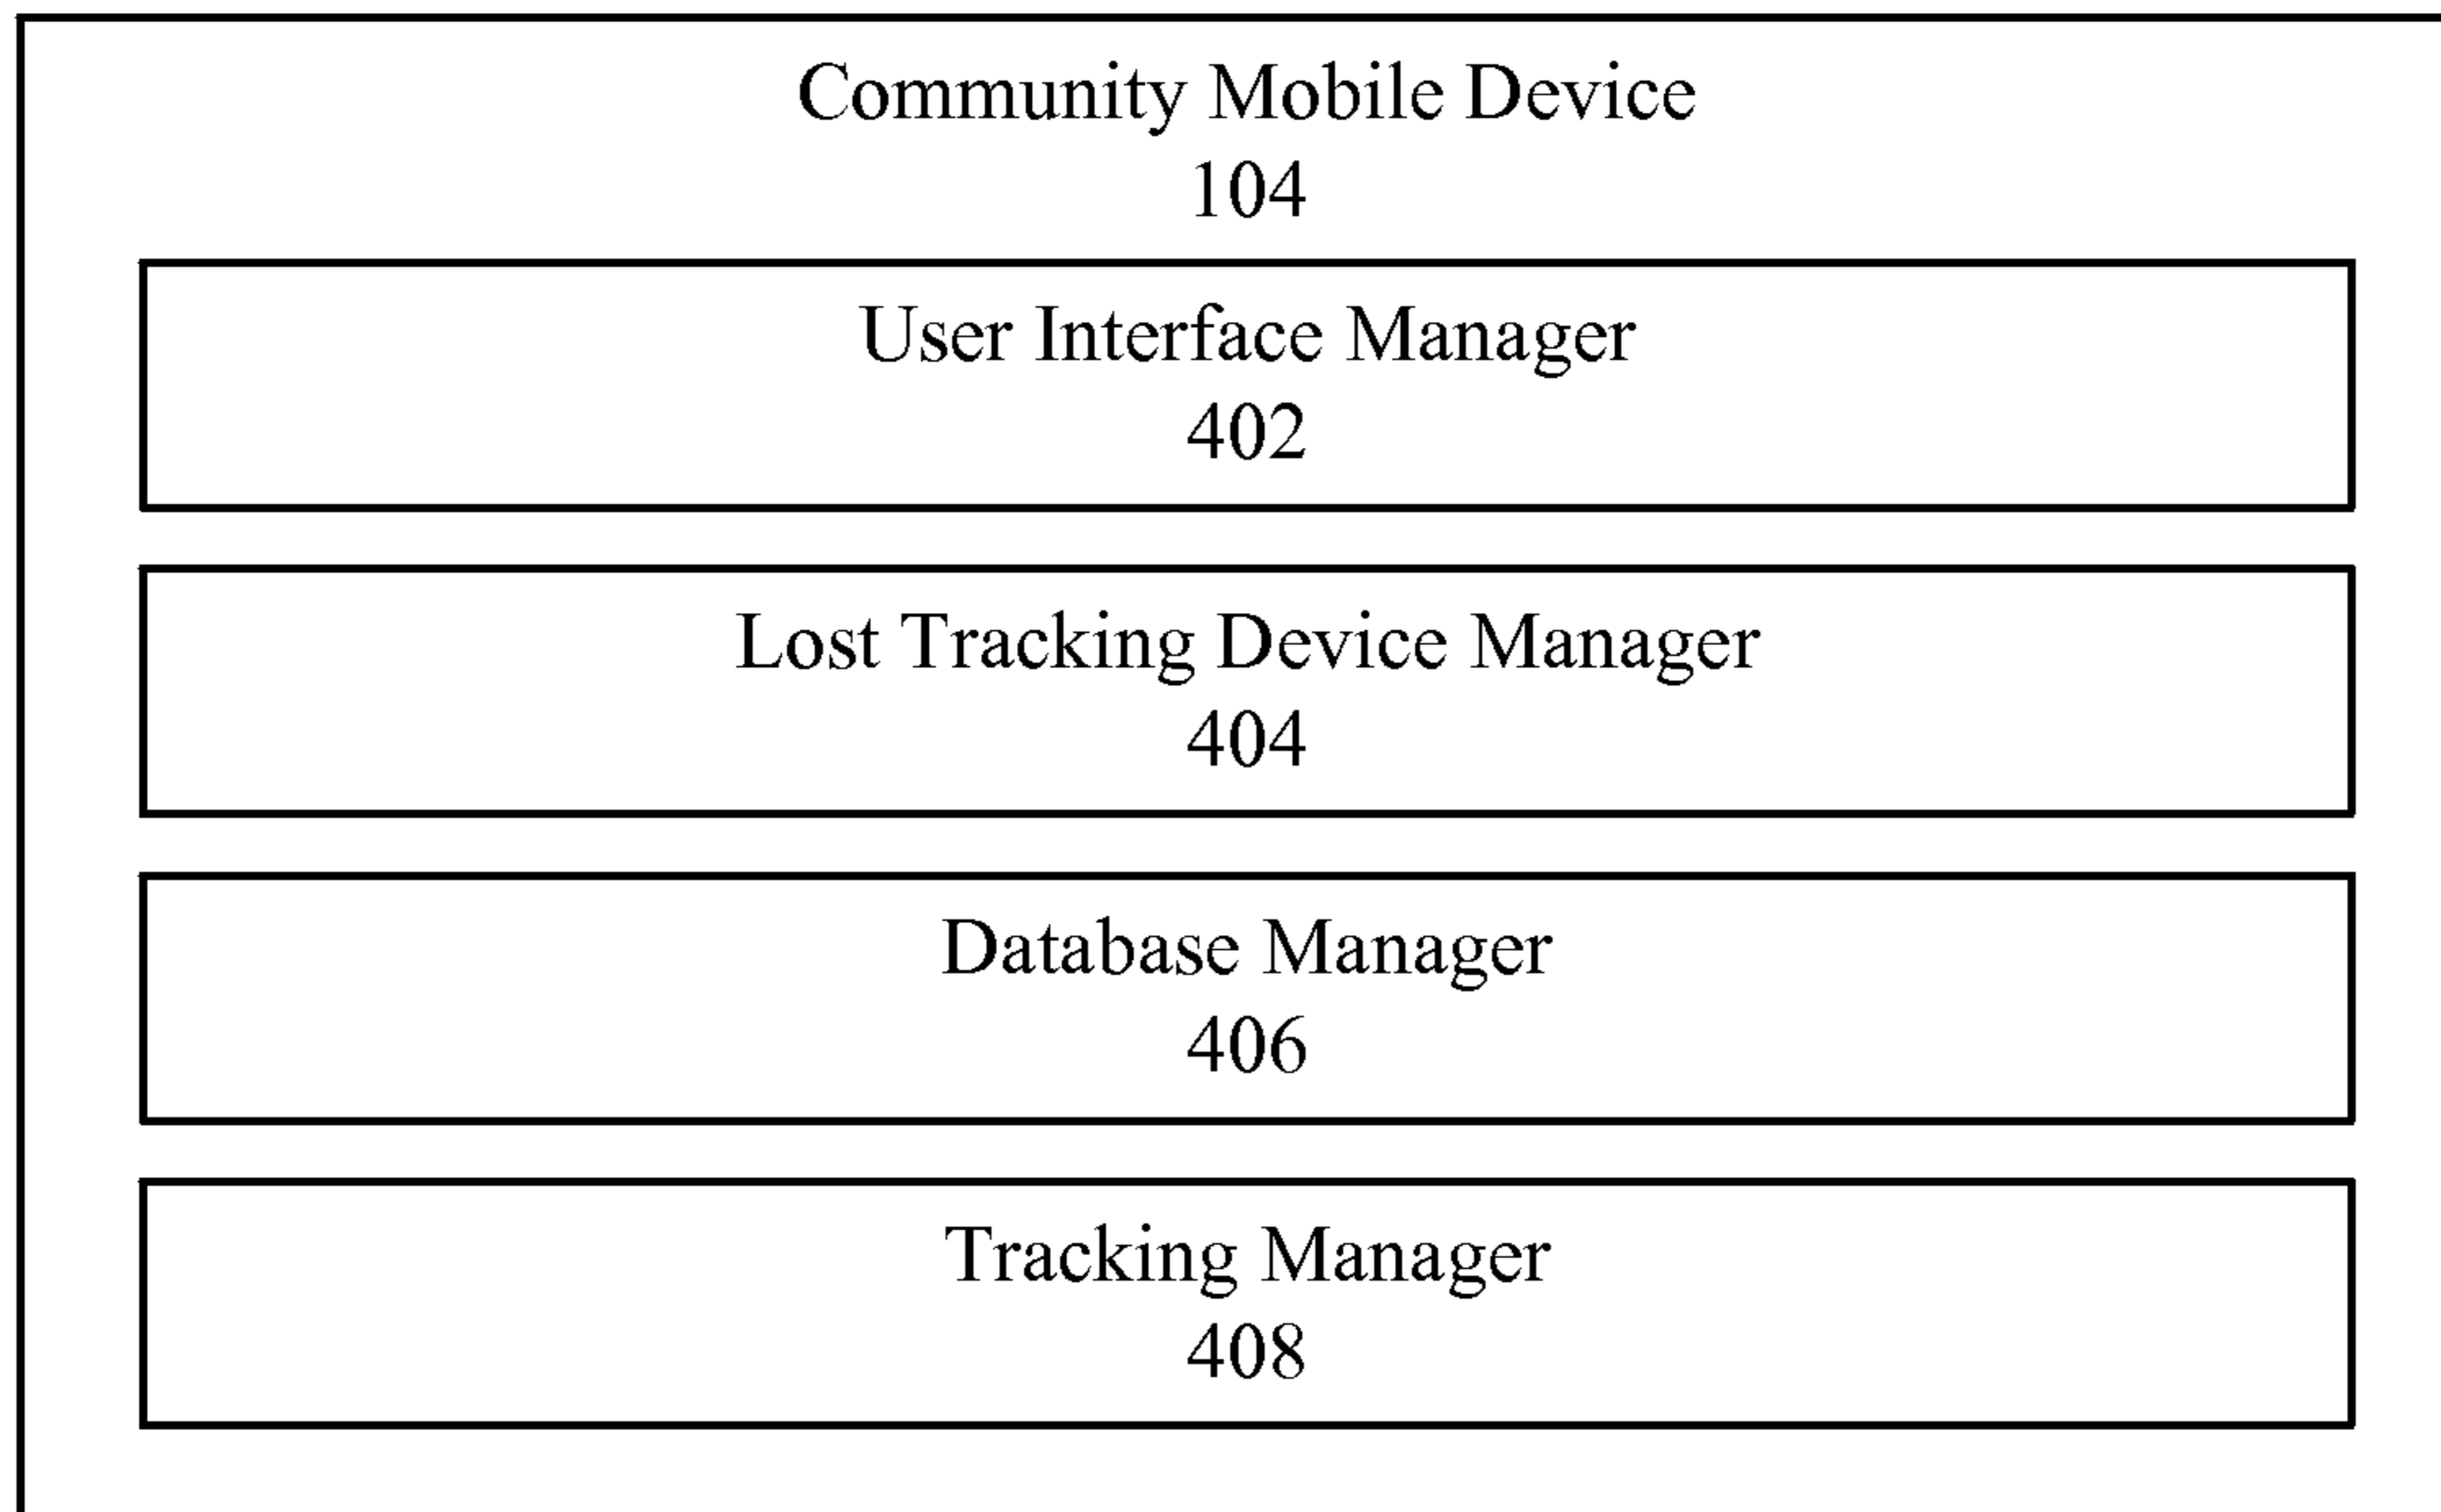 Community Mobile Device
104
User Interface Manager
402
Lost Tracking Device Manager
404
Database Manager
406
Tracking Manager
408